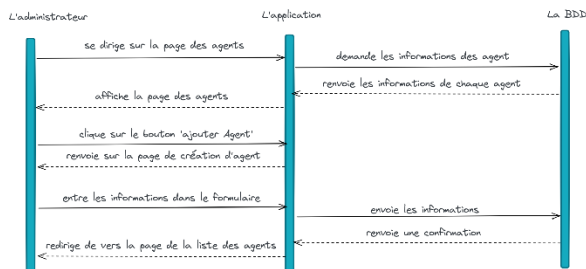 L'administrateur
L'application
La BDD
se dirige sur la page des agents
demande les informations des agent
renvoie les informations de chaque agent
affiche la page des agents
clique sur le bouton 'ajouter Agent'
renvoie sur la page de création d'agent
entre les informations dans le formulaire
envoie les informations
renvoie une confirmation
redirige de vers la page de la liste des agents